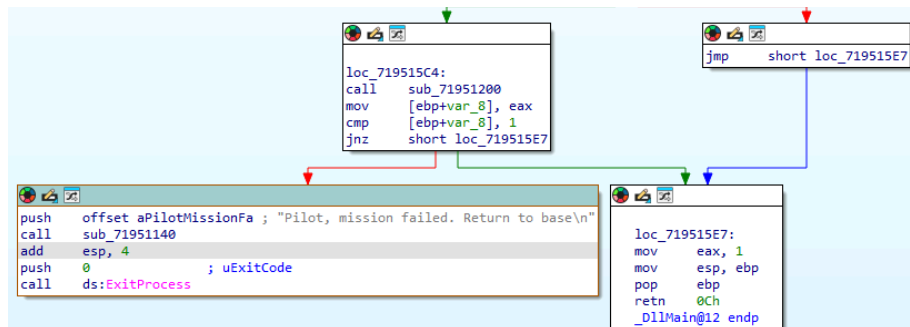 loc_719515C4:
call sub_71951200
mov [ebp+var_8], eax
cmp [ebp+var_8], 1
jnz short loc_719515E7
jmp short loc_719515E7
push offset aPilotMissionFa ; "Pilot, mission failed. Return to base\n"
call sub_71951140
add esp, 4
push 0 ; uExitCode
call ds:ExitProcess
loc_719515E7:
mov eax, 1
mov esp, ebp
pop ebp
retn 0Ch
_DllMain@12 endp